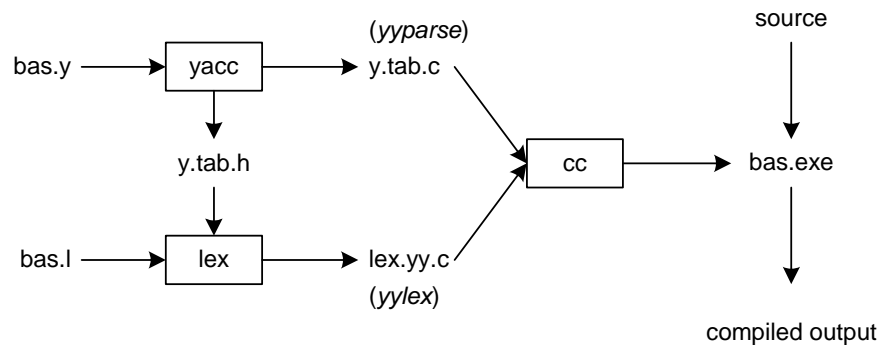 (yyparse)
source
bas.y
yacc
y.tab.c
y.tab.h
cc
bas.exe
bas.l
lex
lex.yy.c
(yylex)
compiled output